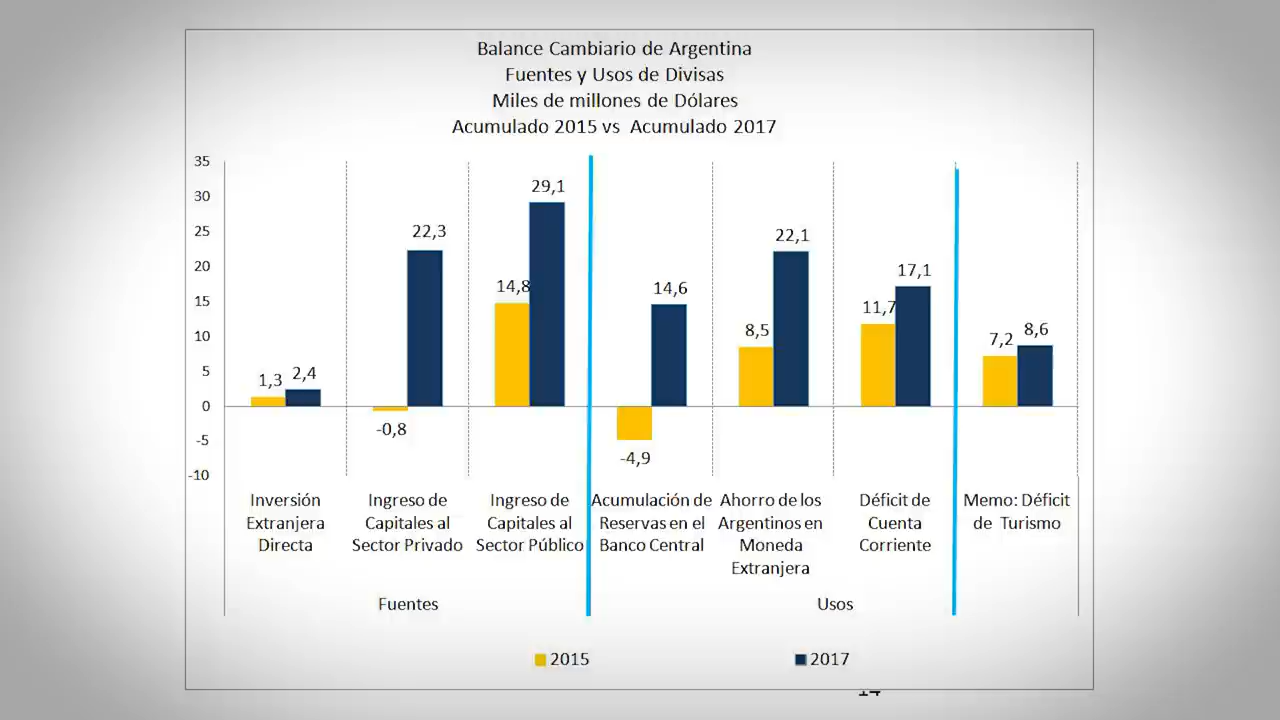 Balance Cambiario de Argentina
Fuentes y Usos de Divisas
Miles de millones de Dólares
Acumulado 2015 vs Acumulado 2017
35
30
25
20
15
10
5
0
-5
-10
1,3
2,4
-0,8
22,3
14,8
29,1
-4,9
14,6
8,5
22,1
11,7
17,1
7,2
8,6
Inversión
Extranjera
Directa
Ingreso de
Capitales al
Sector Privado
Ingreso de
Capitales al
Sector Público
Acumulación de
Reservas en el
Banco Central
Ahorro de los
Argentinos en
Moneda
Extranjera
Déficit de
Cuenta
Corriente
Memo: Déficit
de Turismo
Fuentes
Usos
2015
2017
14